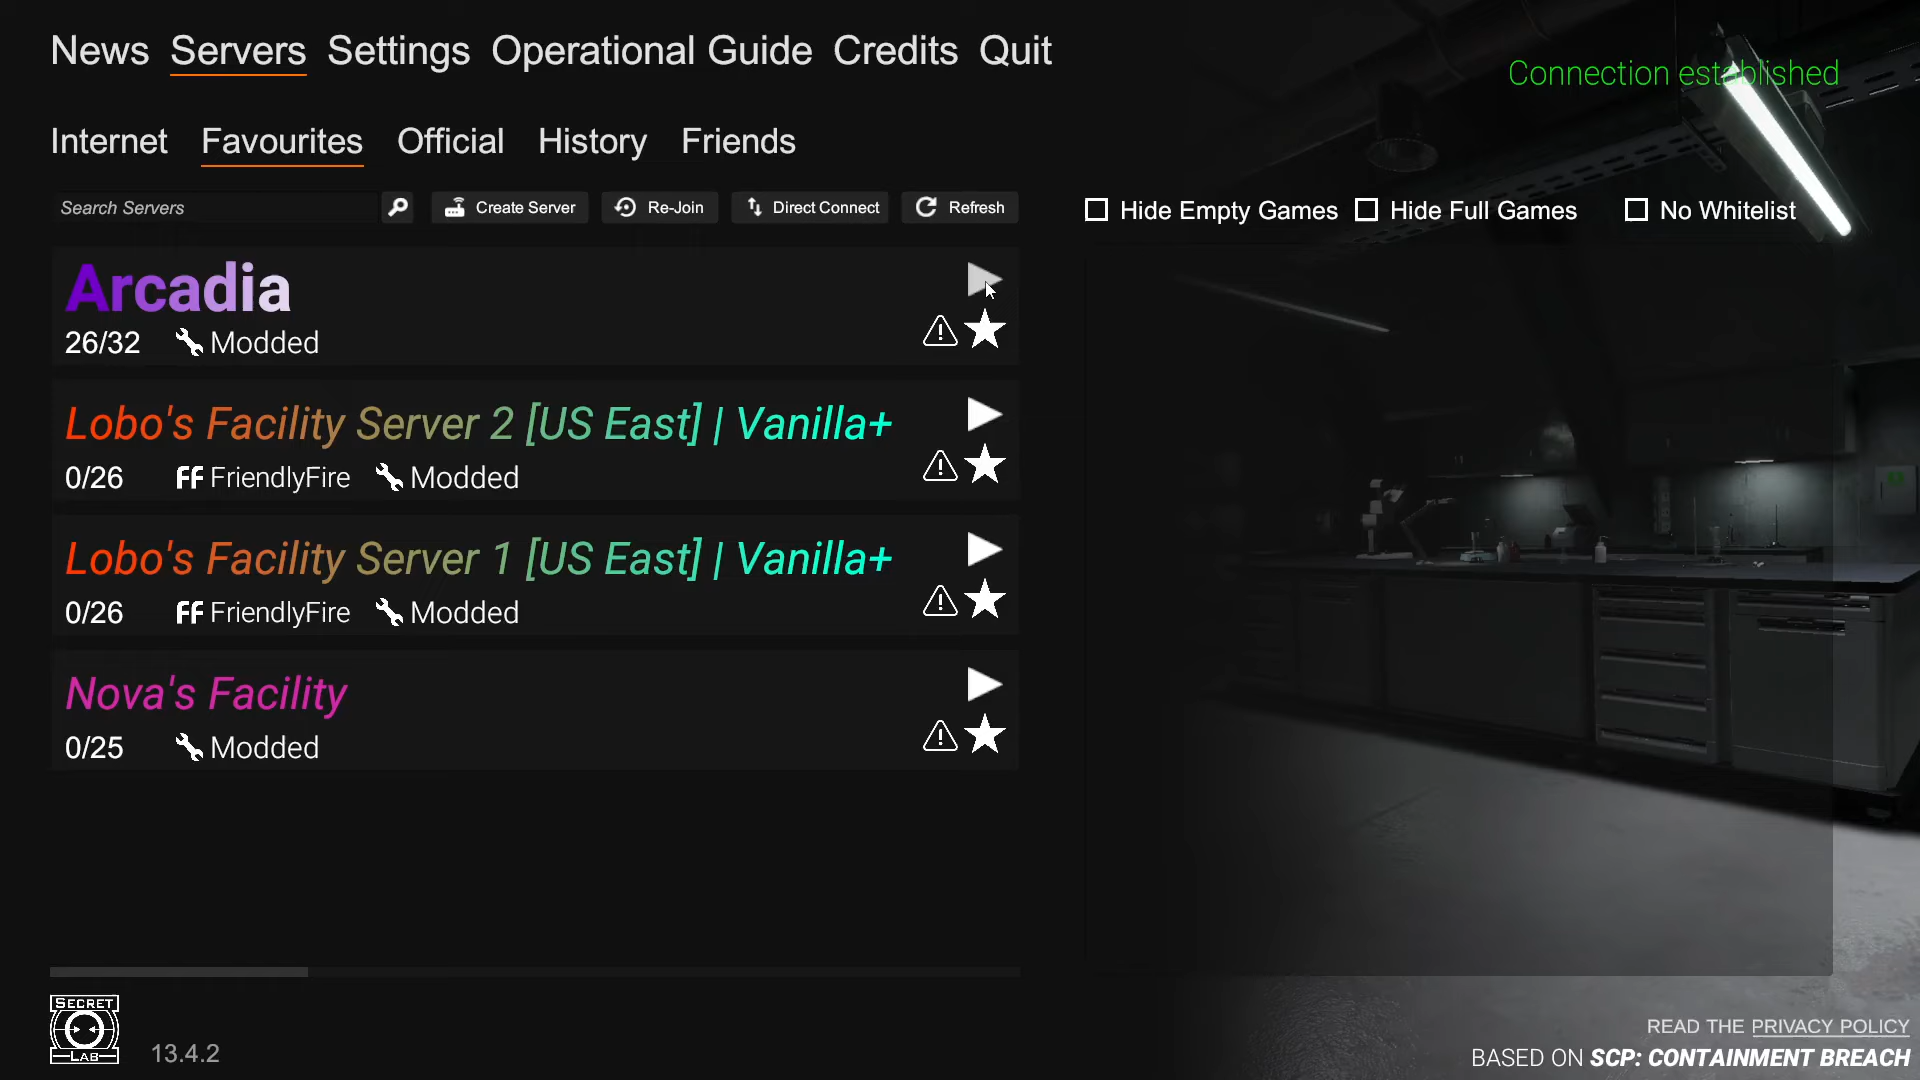 News Servers Settings Operational Guide Credits Quit
Connection established
Internet Favourites Official History Friends
Search Servers Create Server Re-Join Direct Connect Refresh
Hide Empty Games Hide Full Games No Whitelist
Arcadia
26/32 Modded
Lobo's Facility Server 2 [US East] | Vanilla+
0/26 FF FriendlyFire Modded
Lobo's Facility Server 1 [US East] | Vanilla+
0/26 FF FriendlyFire Modded
Nova's Facility
0/25 Modded
SECRET
LAB
13.4.2
READ THE PRIVACY POLICY
BASED ON SCP: CONTAINMENT BREACH